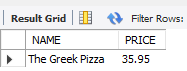 Result Grid Filter Rows:
NAME PRICE
The Greek Pizza 35.95